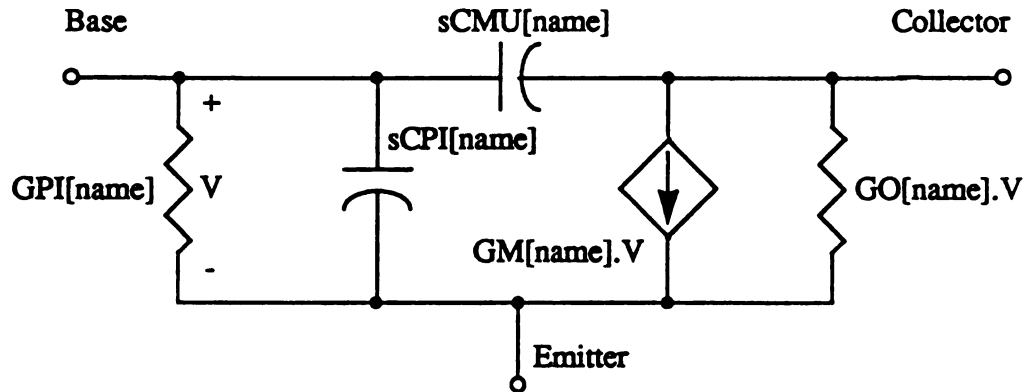 Base
sCMU[name]
Collector
+
sCPI[name]
GPI[name]
V
GO[name].V
GM[name].V
-
Emitter